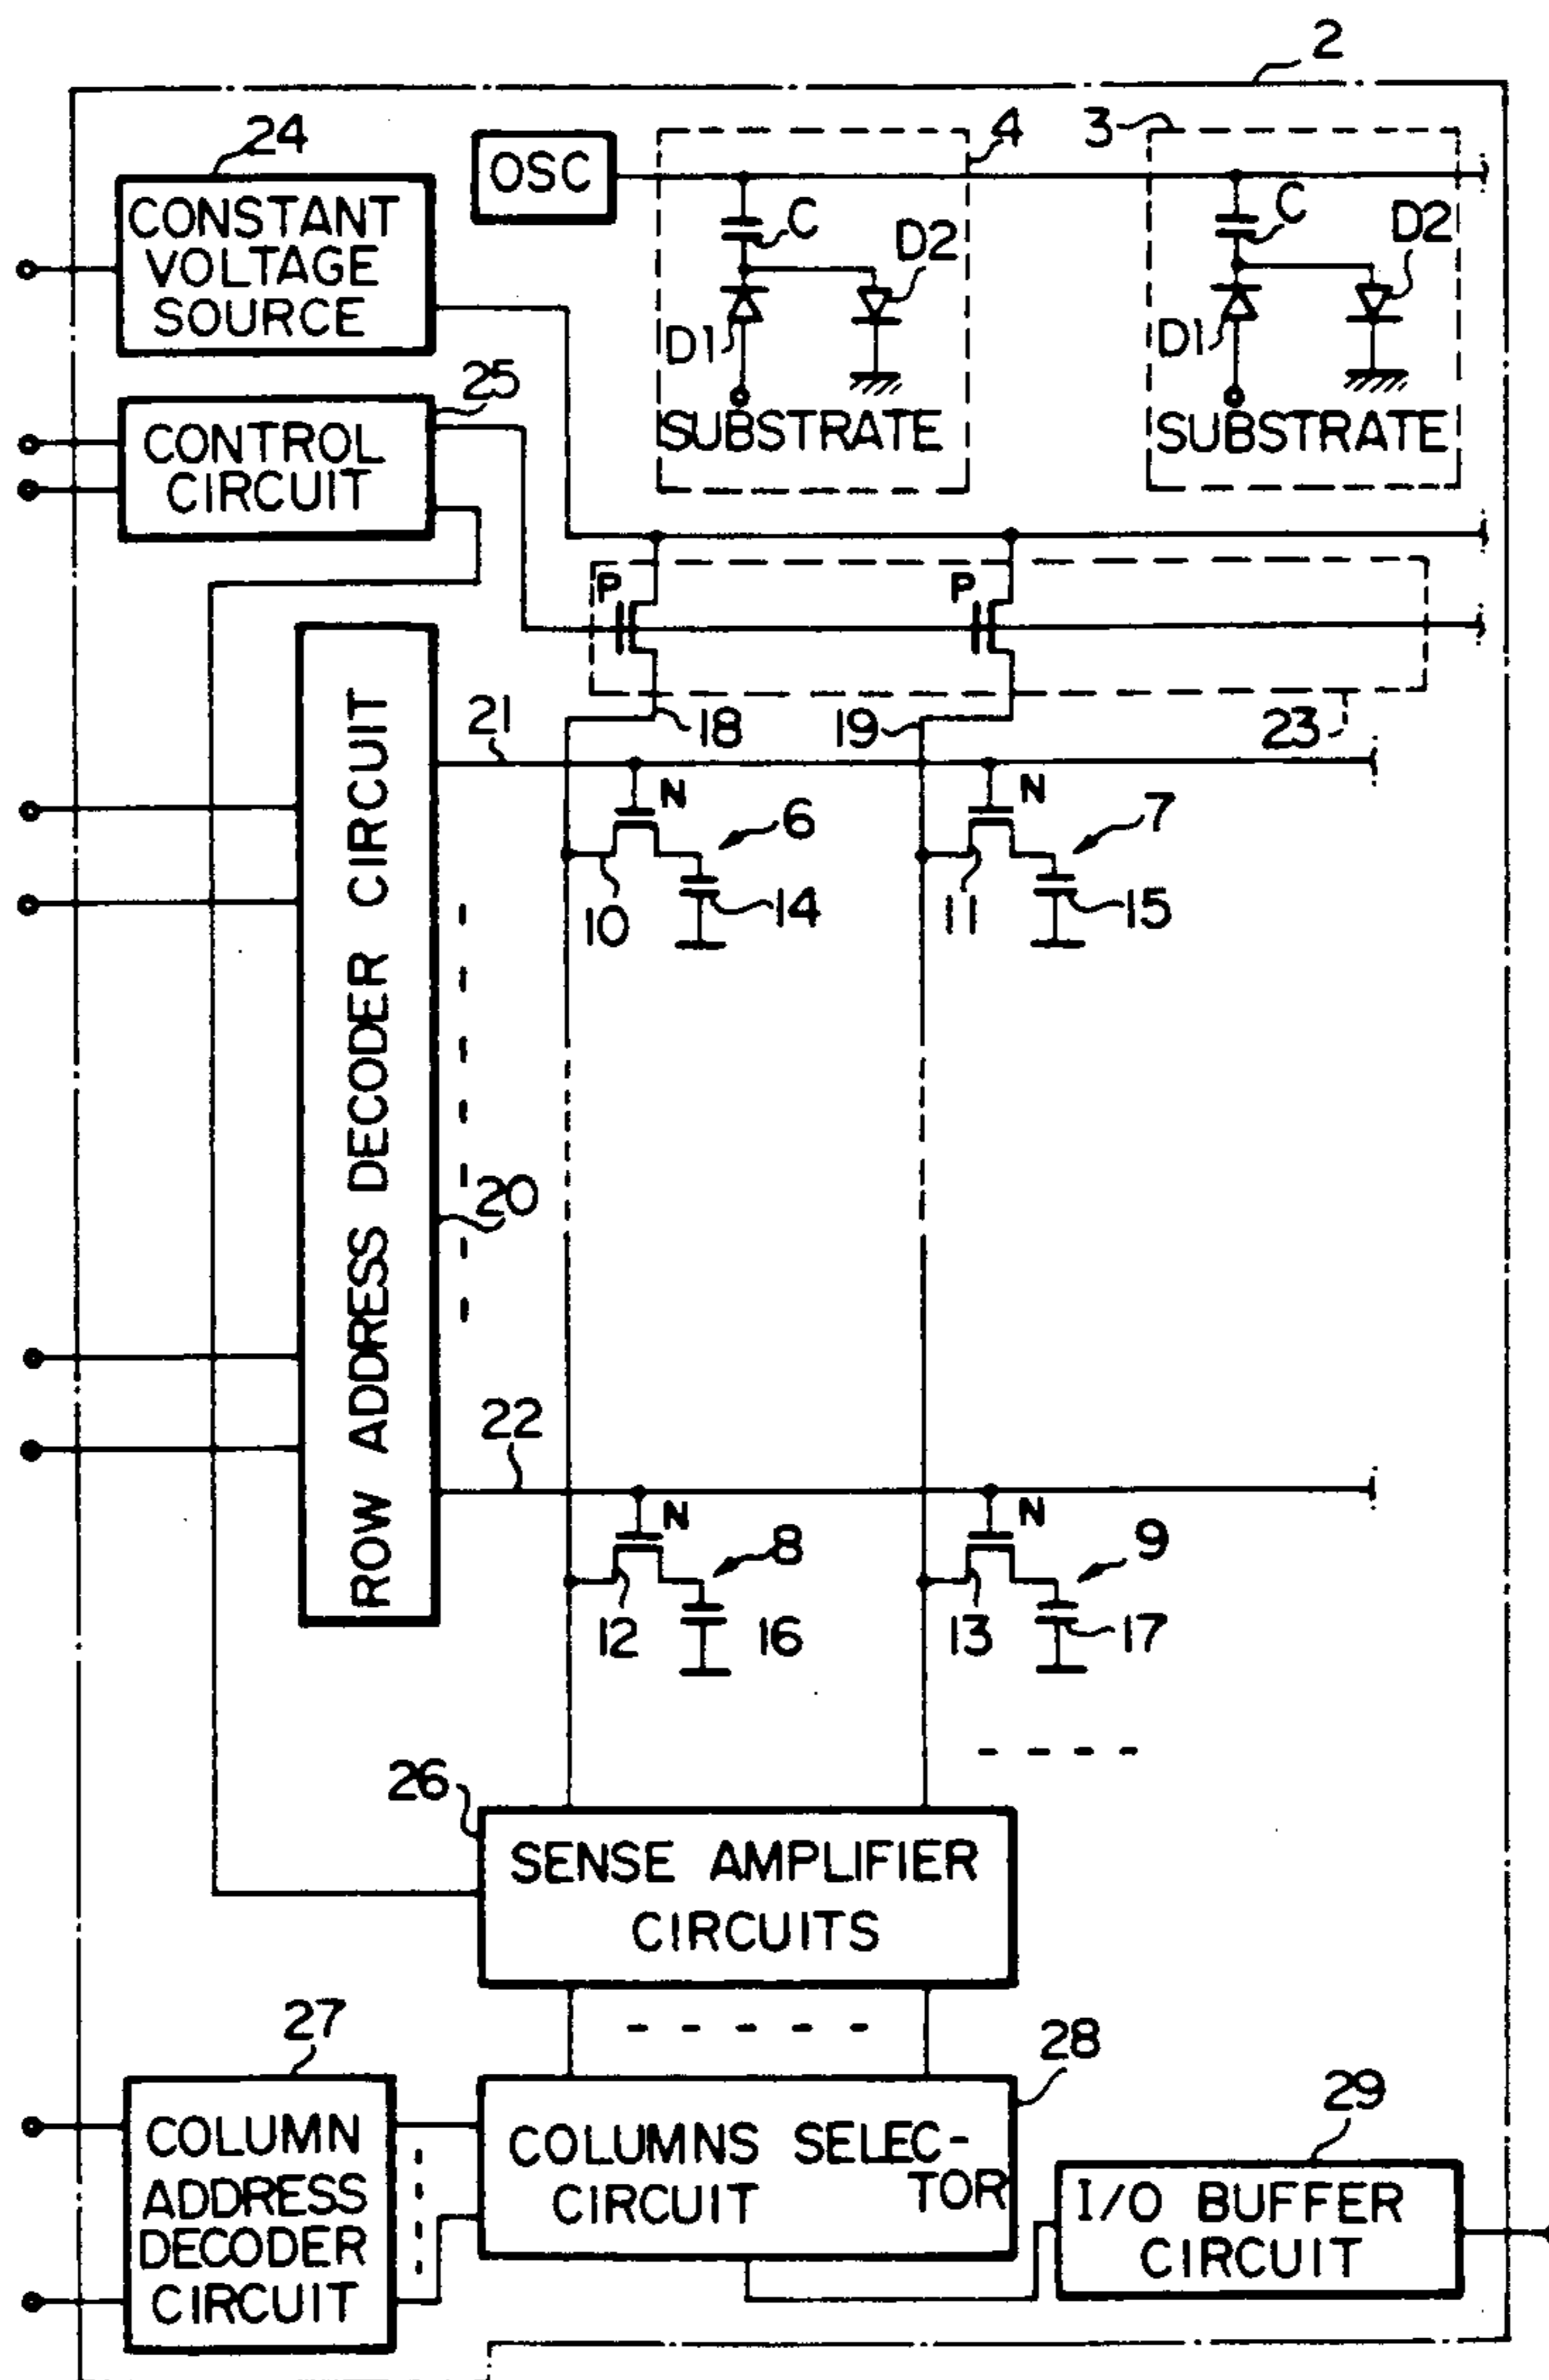 2
24
OSC
4
3
CONSTANT
VOLTAGE
SOURCE
C
D2
D1
SUBSTRATE
C
D2
D1
SUBSTRATE
25
CONTROL
CIRCUIT
P
P
18
19
23
21
ROW ADDRESS DECODER CIRCUIT
N
6
10
14
N
7
11
15
20
22
N
8
12
16
N
9
13
17
26
SENSE AMPLIFIER
CIRCUITS
27
28
COLUMN
ADDRESS
DECODER
CIRCUIT
COLUMNS SELEC-
TOR
CIRCUIT
29
I/O BUFFER
CIRCUIT